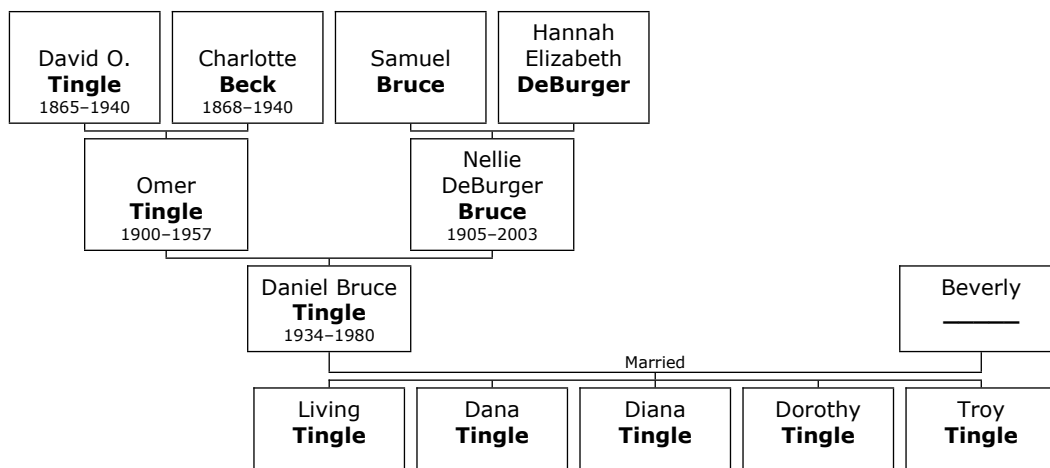 David O.
Tingle
1865–1940
Charlotte
Beck
1868–1940
Samuel
Bruce
Hannah
Elizabeth
DeBurger
Omer
Tingle
1900–1957
Nellie
DeBurger
Bruce
1905–2003
Daniel Bruce
Tingle
1934–1980
Beverly
______
Married
Living
Tingle
Dana
Tingle
Diana
Tingle
Dorothy
Tingle
Troy
Tingle